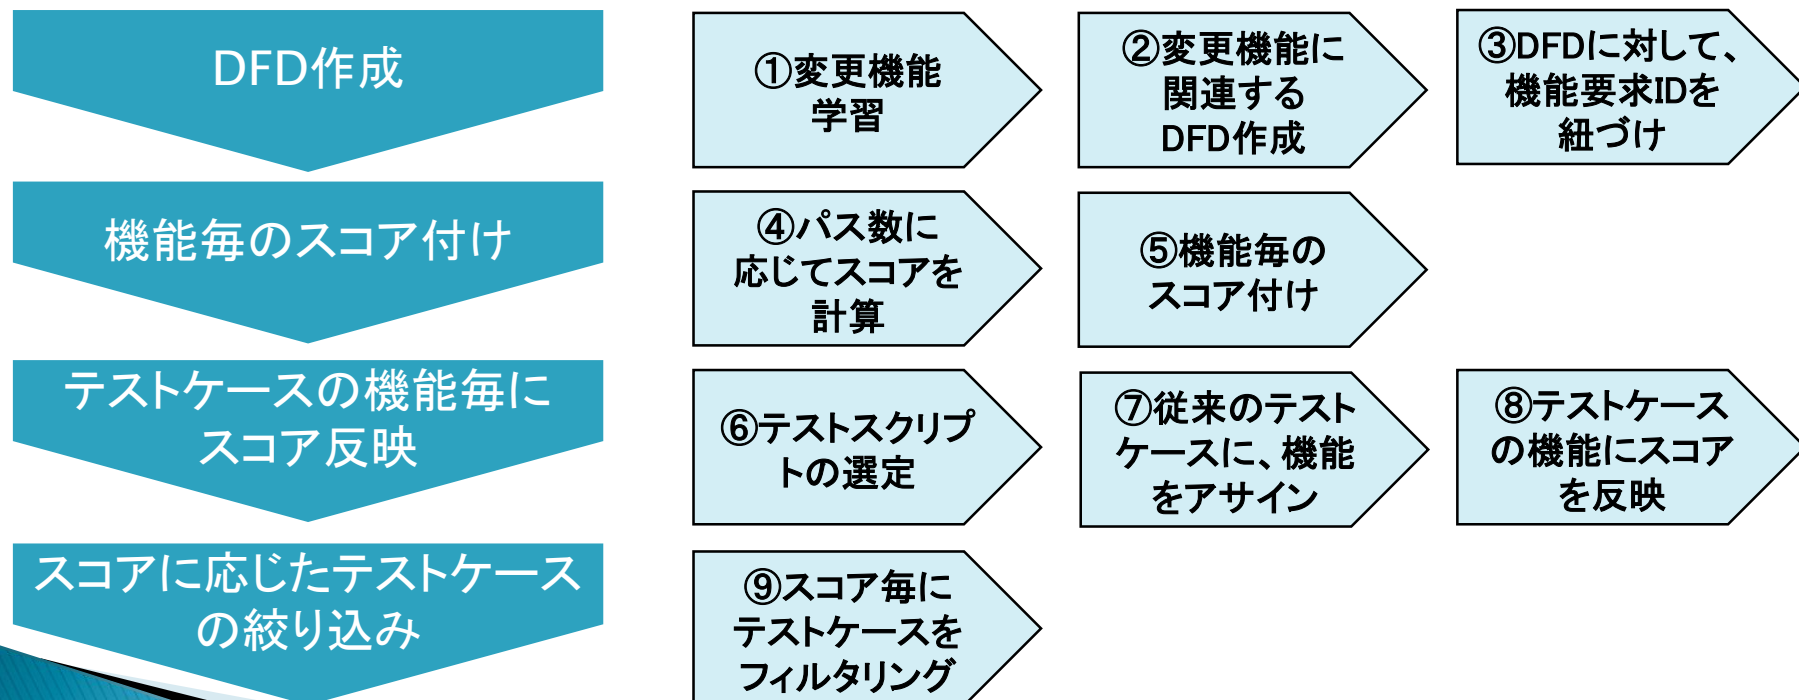 DFD作成
①変更機能
学習
②変更機能に
関連する
DFD作成
③DFDに対して、
機能要求IDを
紐づけ
機能毎のスコア付け
④パス数に
応じてスコアを
計算
⑤機能毎の
スコア付け
テストケースの機能毎に
スコア反映
⑥テストスクリプ
トの選定
⑦従来のテスト
ケースに、機能
をアサイン
⑧テストケース
の機能にスコア
を反映
スコアに応じたテストケース
の絞り込み
⑨スコア毎に
テストケースを
フィルタリング